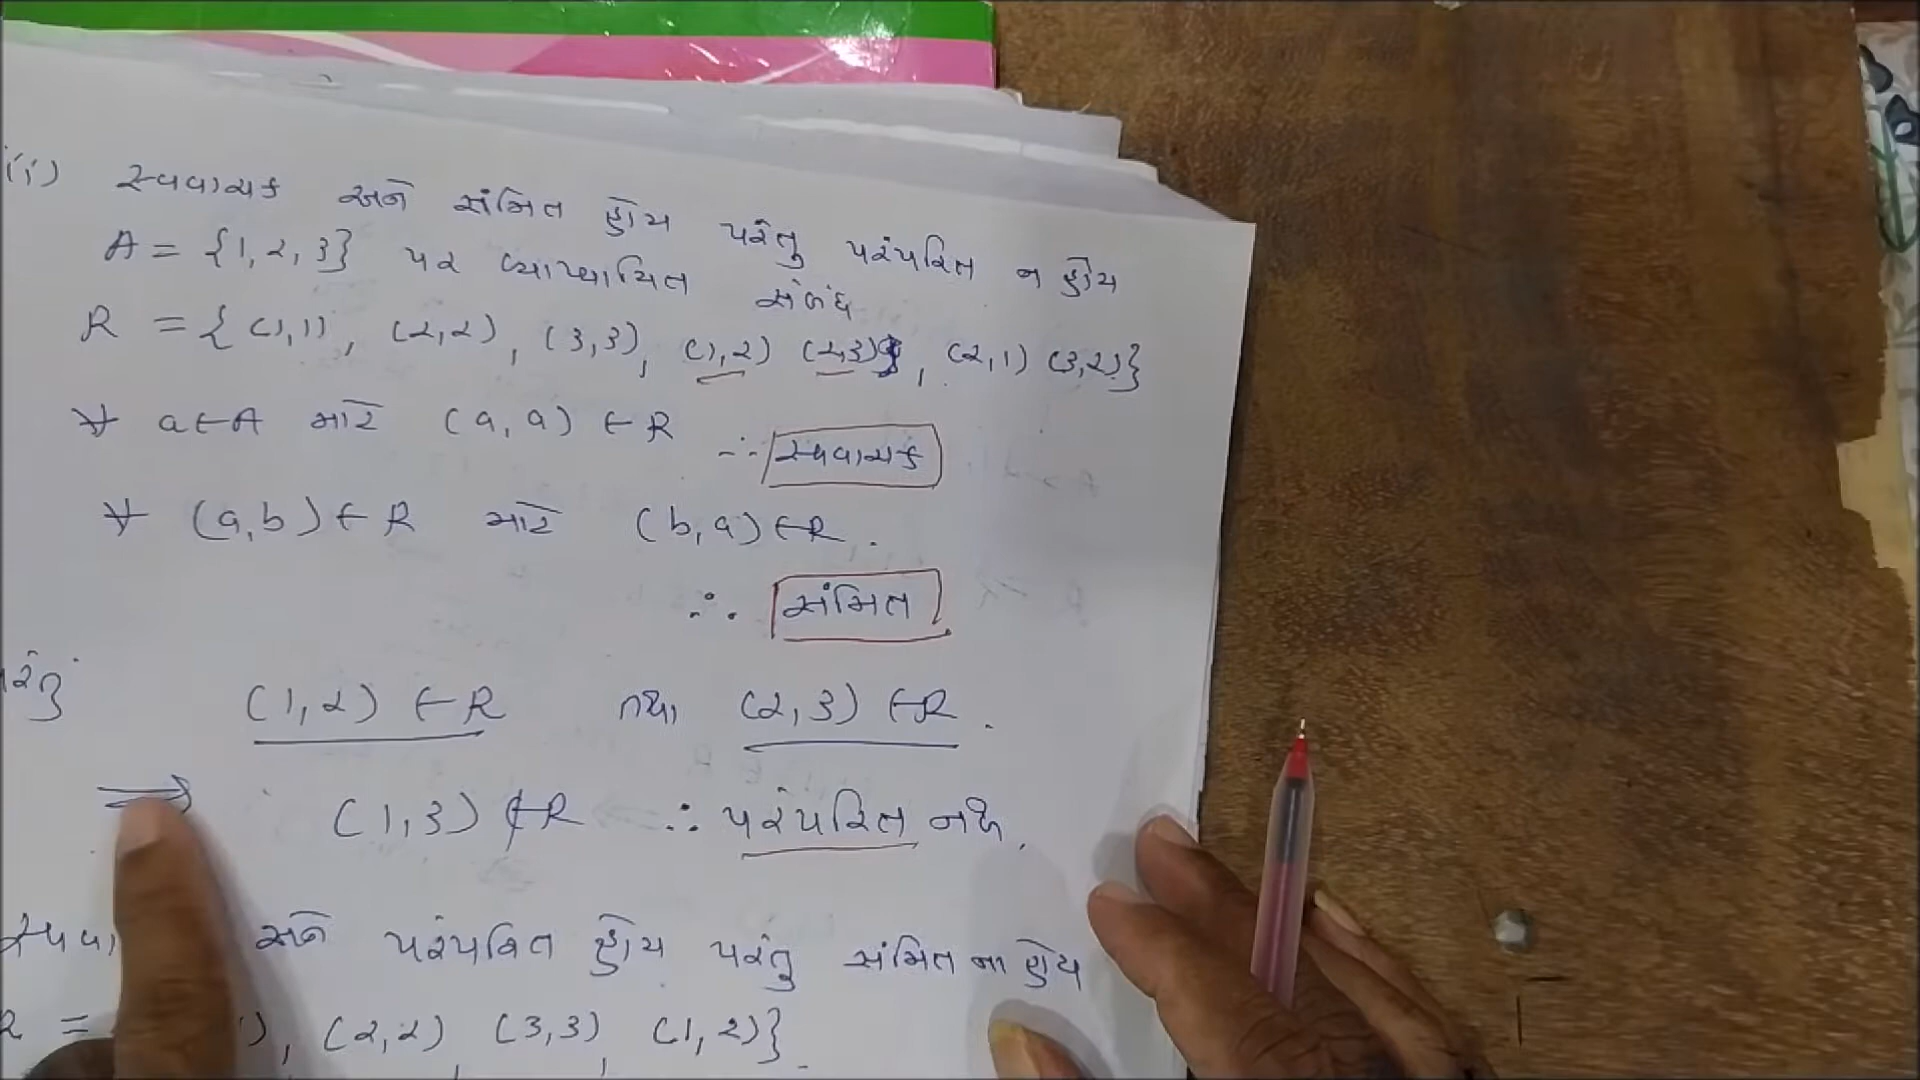 (ii) સ્વવાચક અને સંમિત હોય પરંતુ પરંપરિત ન હોય
A = {1, 2, 3} પર વ્યાખ્યાયિત સંબંધ
R = { (1,1), (2,2), (3,3), (1,2) (2,3), (2,1) (3,2)}
∀ a∈A માટે (a, a) ∈ R ∴ સ્વવાચક
∀ (a,b) ∈ R માટે (b, a) ∈ R.
∴ સંમિત
(1,2) ∈ R તથા (2,3) ∈ R.
⇒ (1,3) ∉ R ∴ પરંપરિત નથી.
અને પરંપરિત હોય પરંતુ સંમિત ના હોય
R = ), (2,2) (3,3), (1,2)}